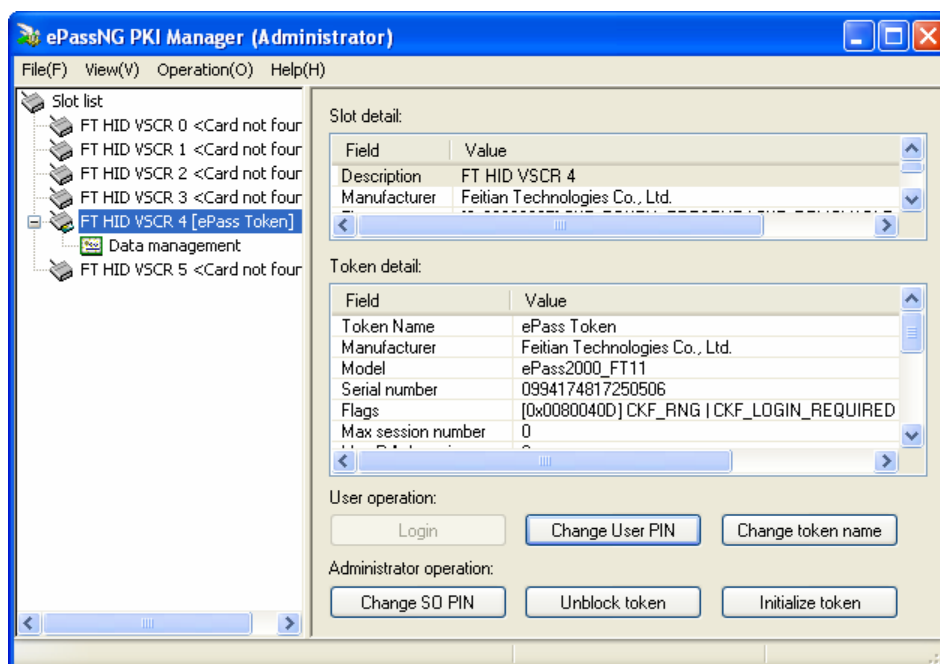 ePassNG PKI Manager (Administrator)
File(F) View(V) Operation(O) Help(H)
Slot list
FT HID VSCR 0 <Card not four
FT HID VSCR 1 <Card not four
FT HID VSCR 2 <Card not four
FT HID VSCR 3 <Card not four
FT HID VSCR 4 [ePass Token]
Data management
FT HID VSCR 5 <Card not four
Slot detail:
Field Value
Description FT HID VSCR 4
Manufacturer Feitian Technologies Co., Ltd.
Token detail:
Field Value
Token Name ePass Token
Manufacturer Feitian Technologies Co., Ltd.
Model ePass2000_FT11
Serial number 0994174817250506
Flags [0x0080040D] CKF_RNG | CKF_LOGIN_REQUIRED
Max session number 0
User operation:
Login Change User PIN Change token name
Administrator operation:
Change SO PIN Unblock token Initialize token